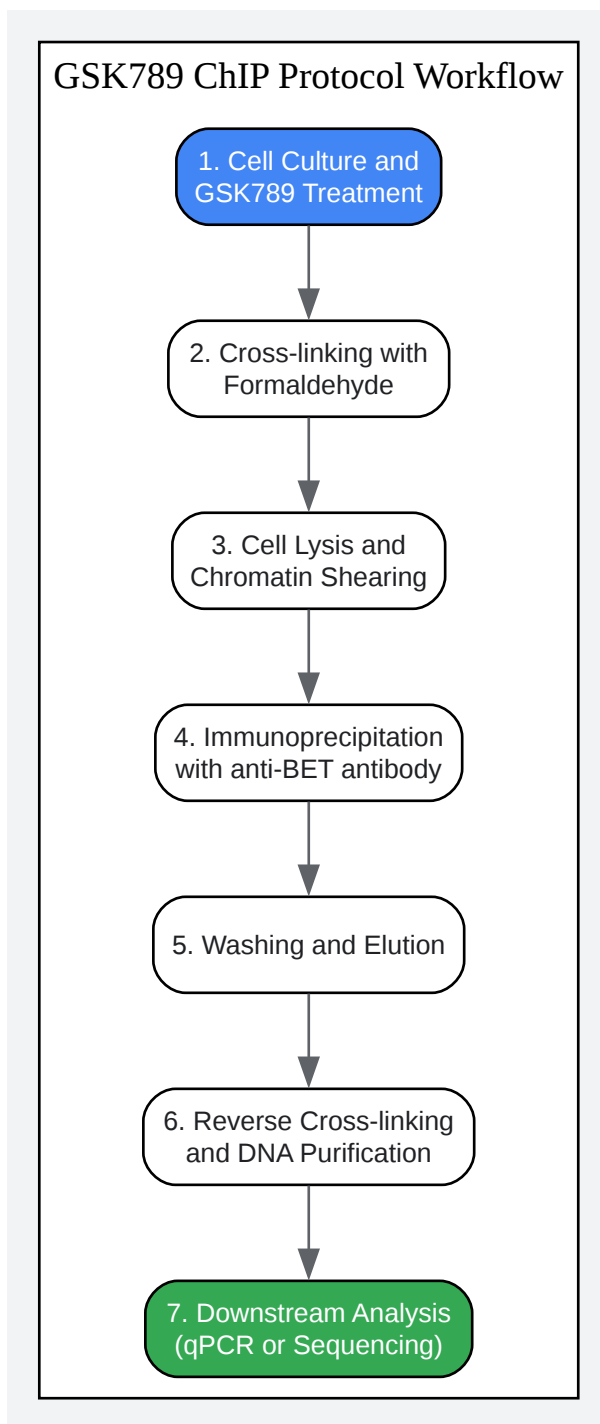 GSK789 ChIP Protocol Workflow
1. Cell Culture and
GSK789 Treatment
2. Cross-linking with
Formaldehyde
3. Cell Lysis and
Chromatin Shearing
4. Immunoprecipitation
with anti-BET antibody
5. Washing and Elution
6. Reverse Cross-linking
and DNA Purification
7. Downstream Analysis
(qPCR or Sequencing)